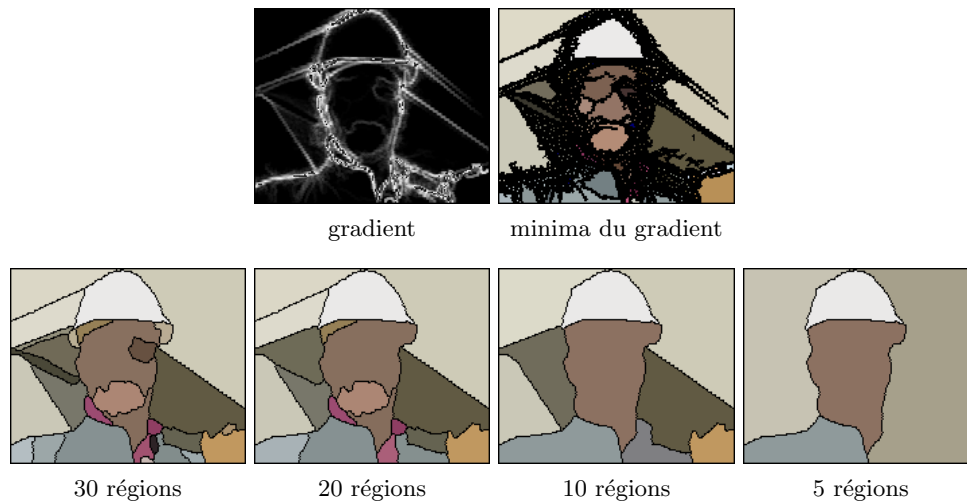 gradient
minima du gradient
30 régions
20 régions
10 régions
5 régions